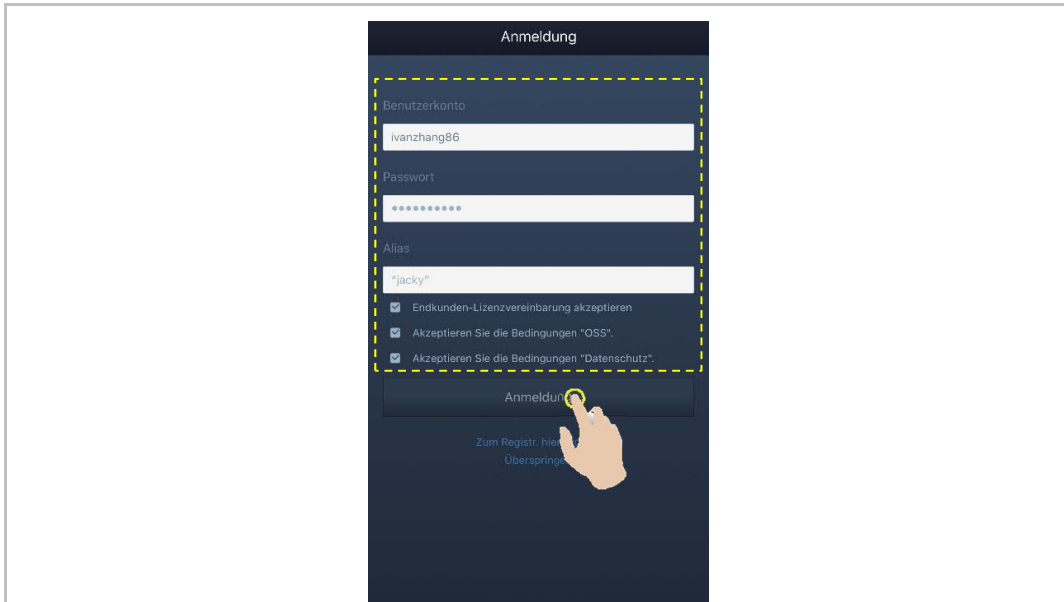 Anmeldung
Benutzerkonto
ivanzhang86
Passwort
Alias
"jacky"
Endkunden-Lizenzvereinbarung akzeptieren
Akzeptieren Sie die Bedingungen "OSS".
Akzeptieren Sie die Bedingungen "Datenschutz".
Anmeldung
Zum Registr.